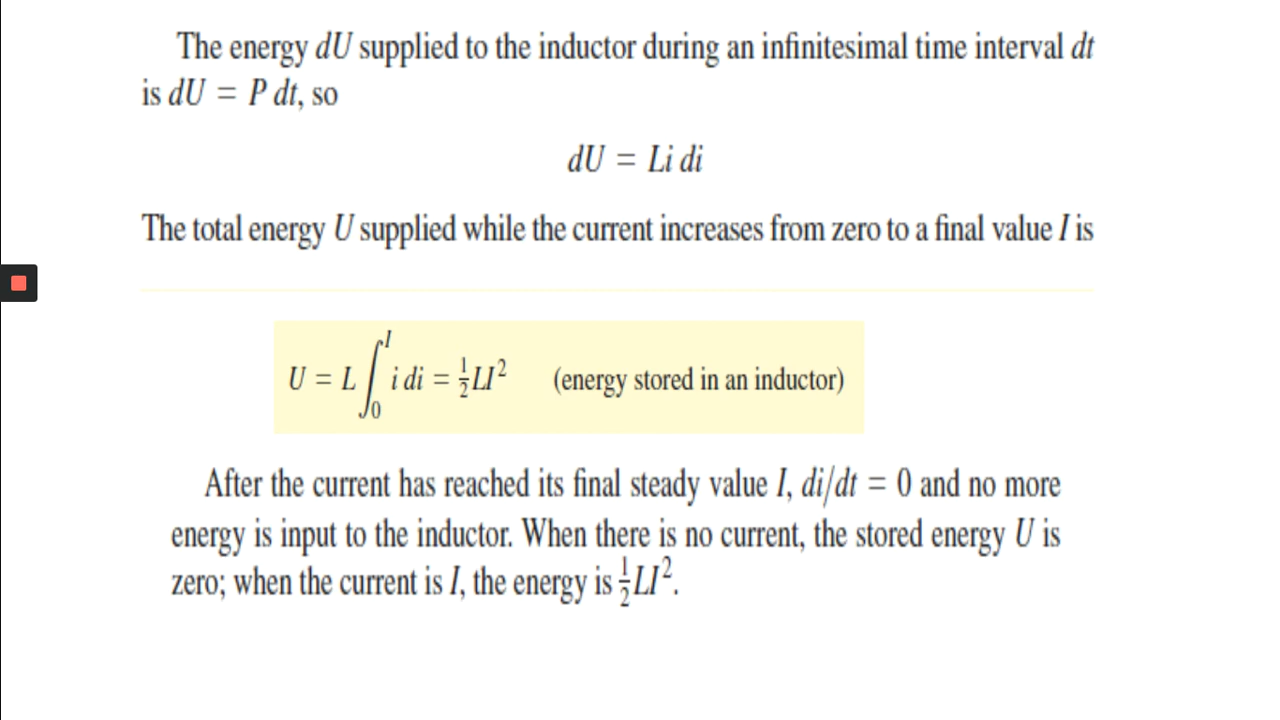 The energy dU supplied to the inductor during an infinitesimal time interval dt
is dU = P dt, so
dU = Li di
The total energy U supplied while the current increases from zero to a final value I is
U = L∫₀ᴵ i di = ½LI² (energy stored in an inductor)
After the current has reached its final steady value I, di/dt = 0 and no more
energy is input to the inductor. When there is no current, the stored energy U is
zero; when the current is I, the energy is ½LI².